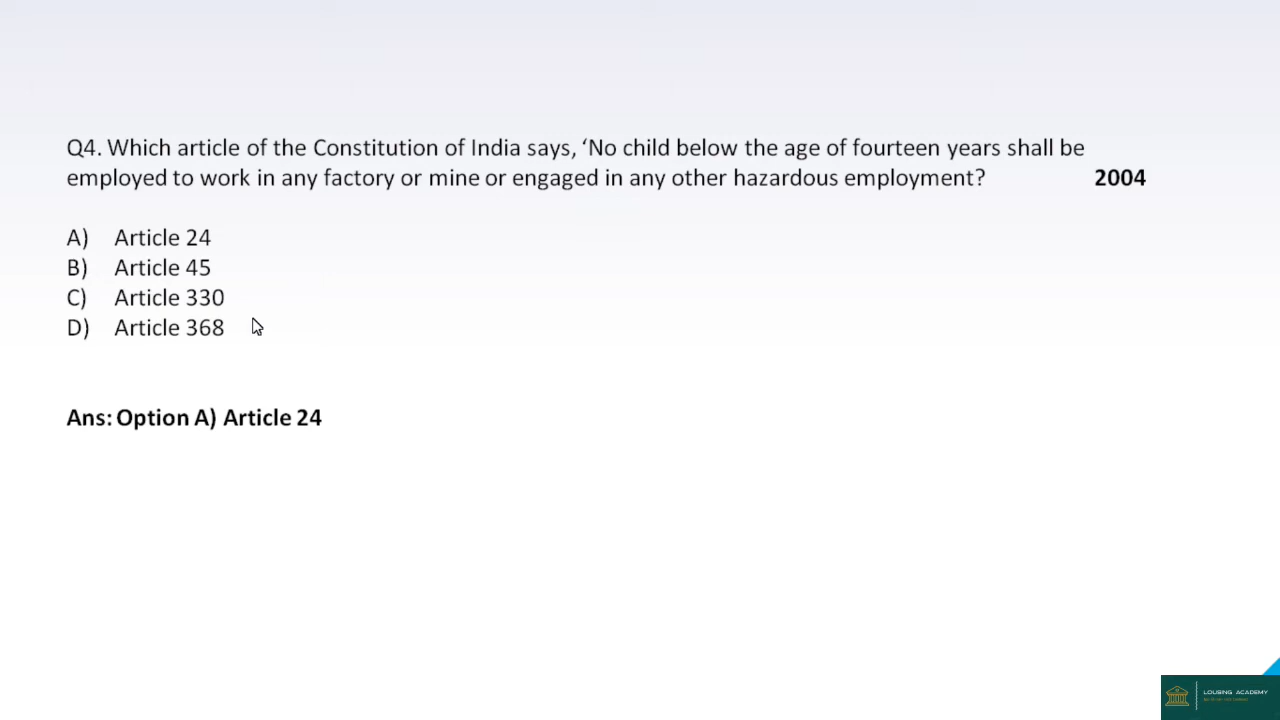 Q4. Which article of the Constitution of India says, ‘No child below the age of fourteen years shall be
employed to work in any factory or mine or engaged in any other hazardous employment? 2004
A) Article 24
B) Article 45
C) Article 330
D) Article 368
Ans: Option A) Article 24
LOUSING ACADEMY